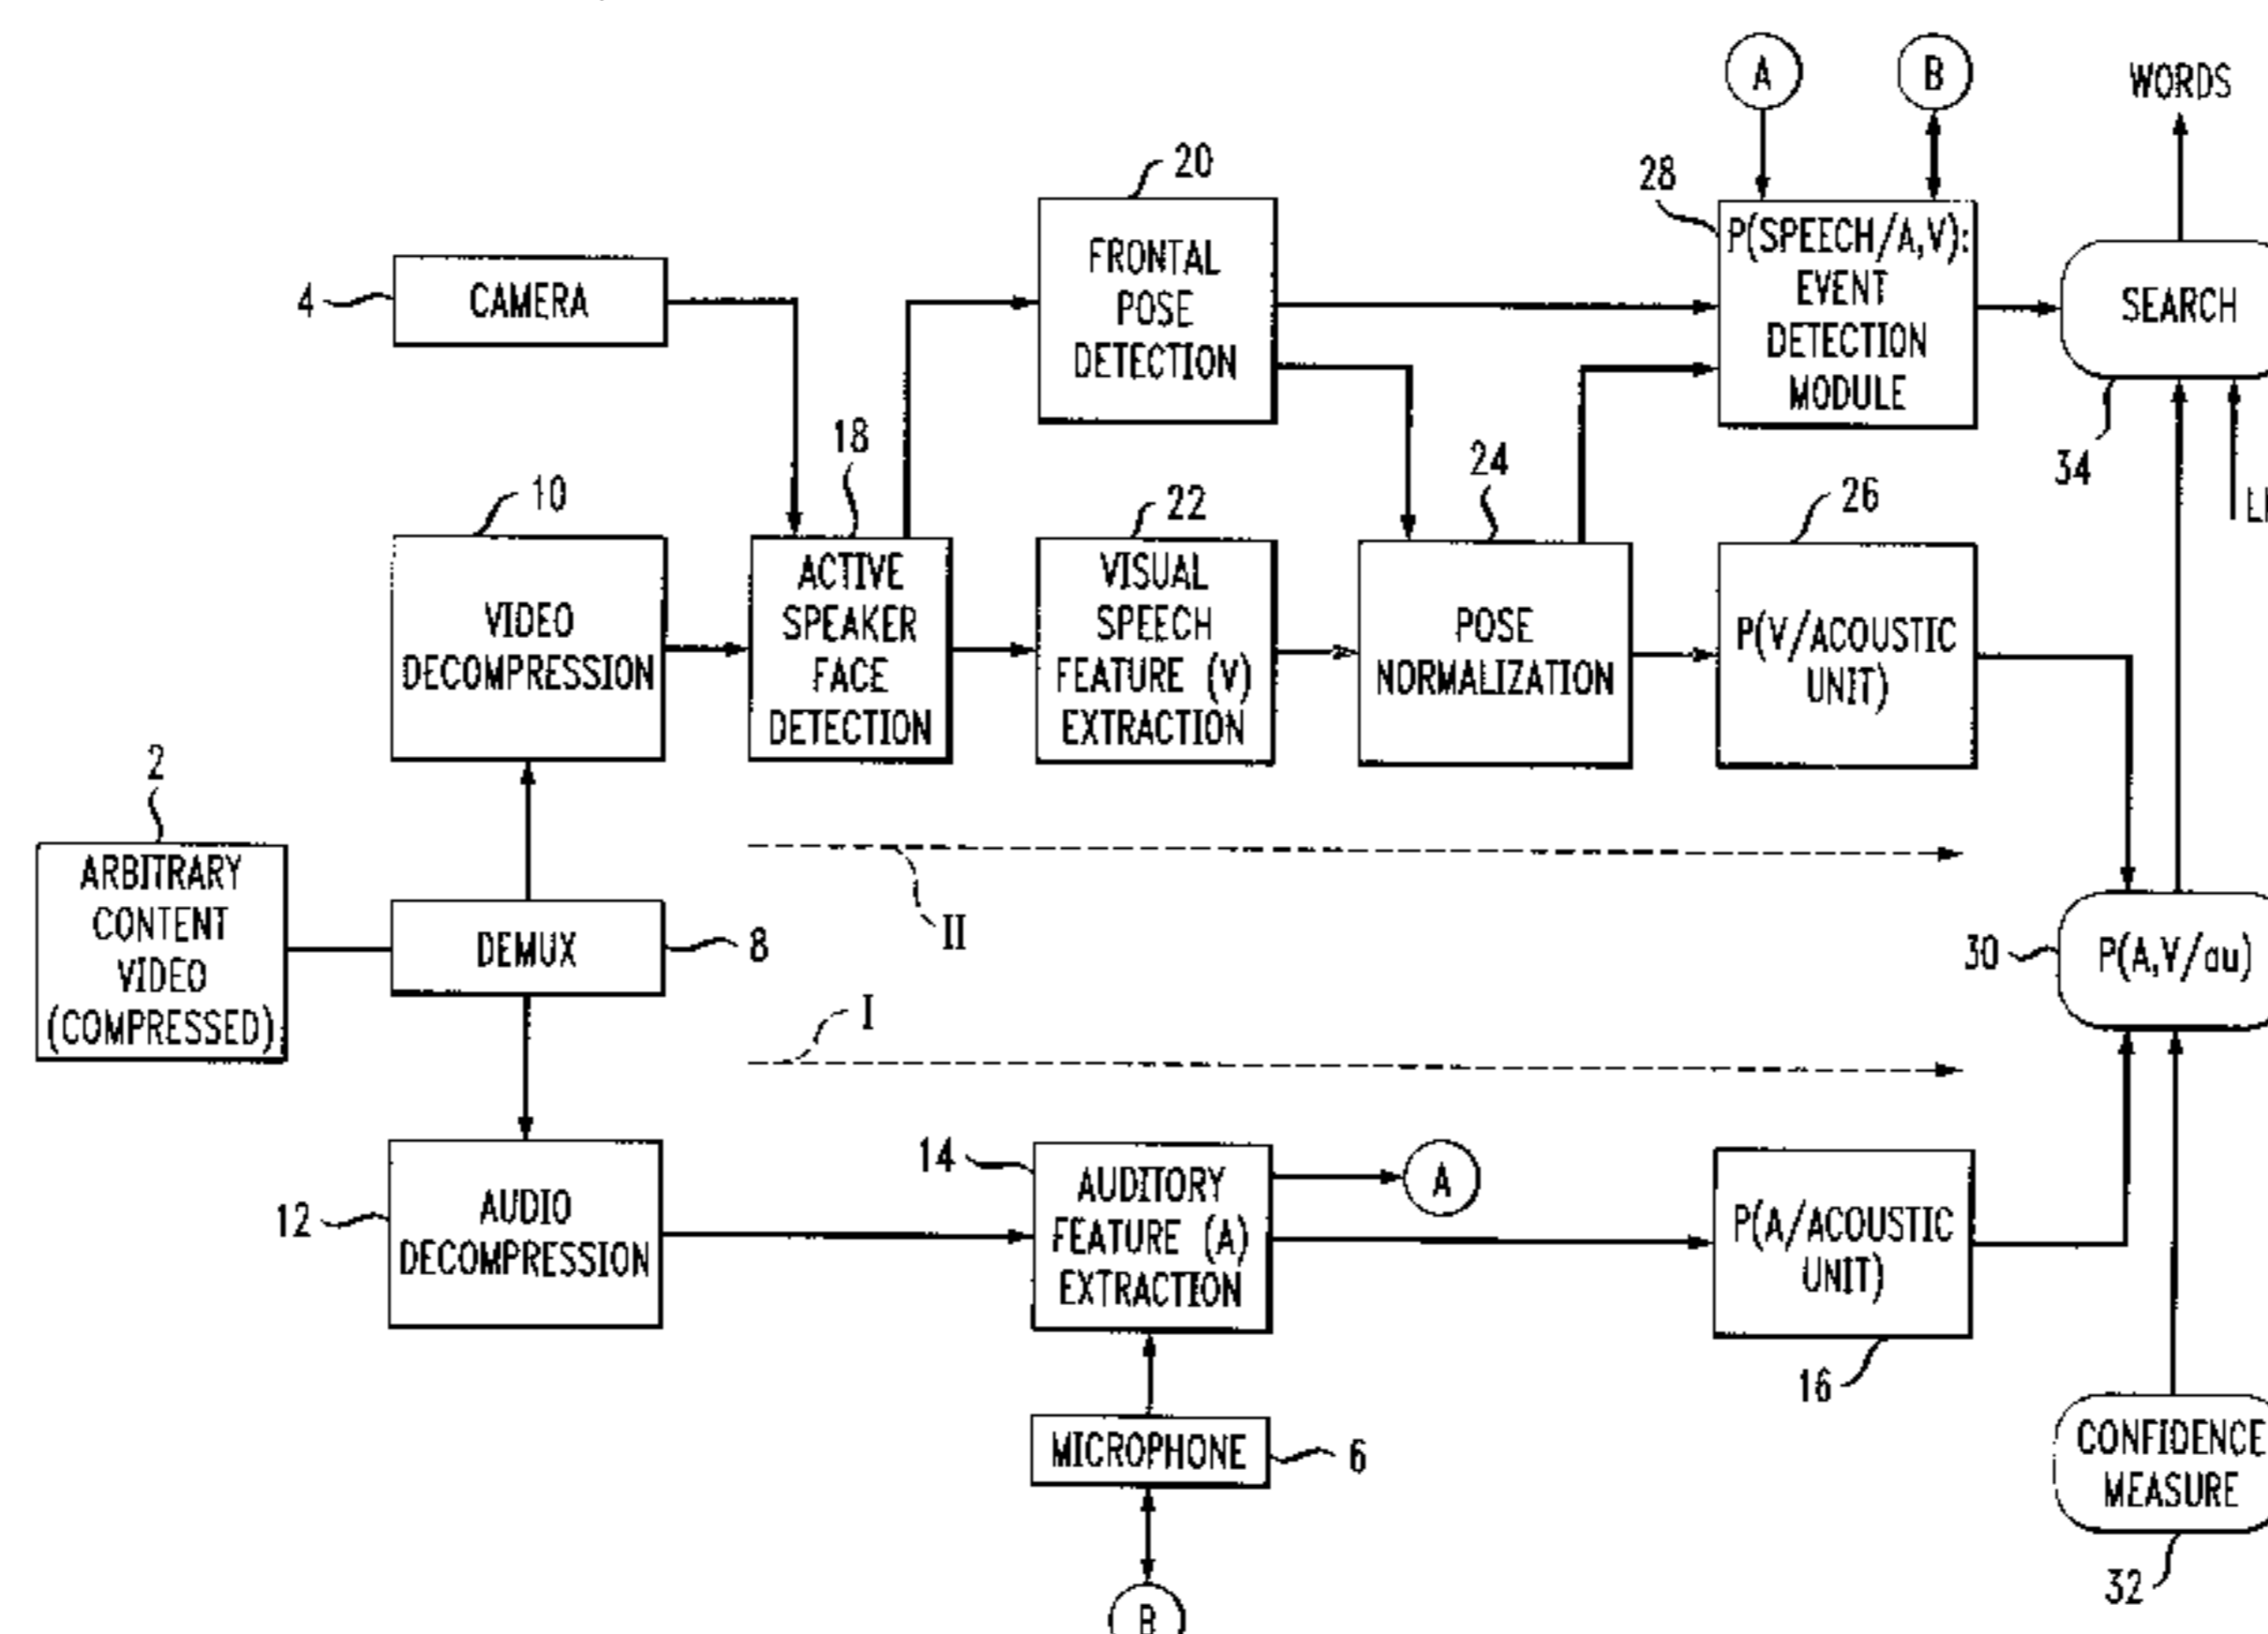 A
B
WORDS
20
28
P(SPEECH/A,V):
EVENT
DETECTION
MODULE
FRONTAL
POSE
DETECTION
4
CAMERA
SEARCH
34
18
10
22
24
26
VIDEO
DECOMPRESSION
ACTIVE
SPEAKER
FACE
DETECTION
VISUAL
SPEECH
FEATURE (V)
EXTRACTION
POSE
NORMALIZATION
P(V/ACOUSTIC
UNIT)
2
ARBITRARY
CONTENT
VIDEO
(COMPRESSED)
DEMUX
8
II
30
P(A,V/au)
I
12
AUDIO
DECOMPRESSION
14
AUDITORY
FEATURE (A)
EXTRACTION
A
P(A/ACOUSTIC
UNIT)
16
MICROPHONE
6
CONFIDENCE
MEASURE
32
B